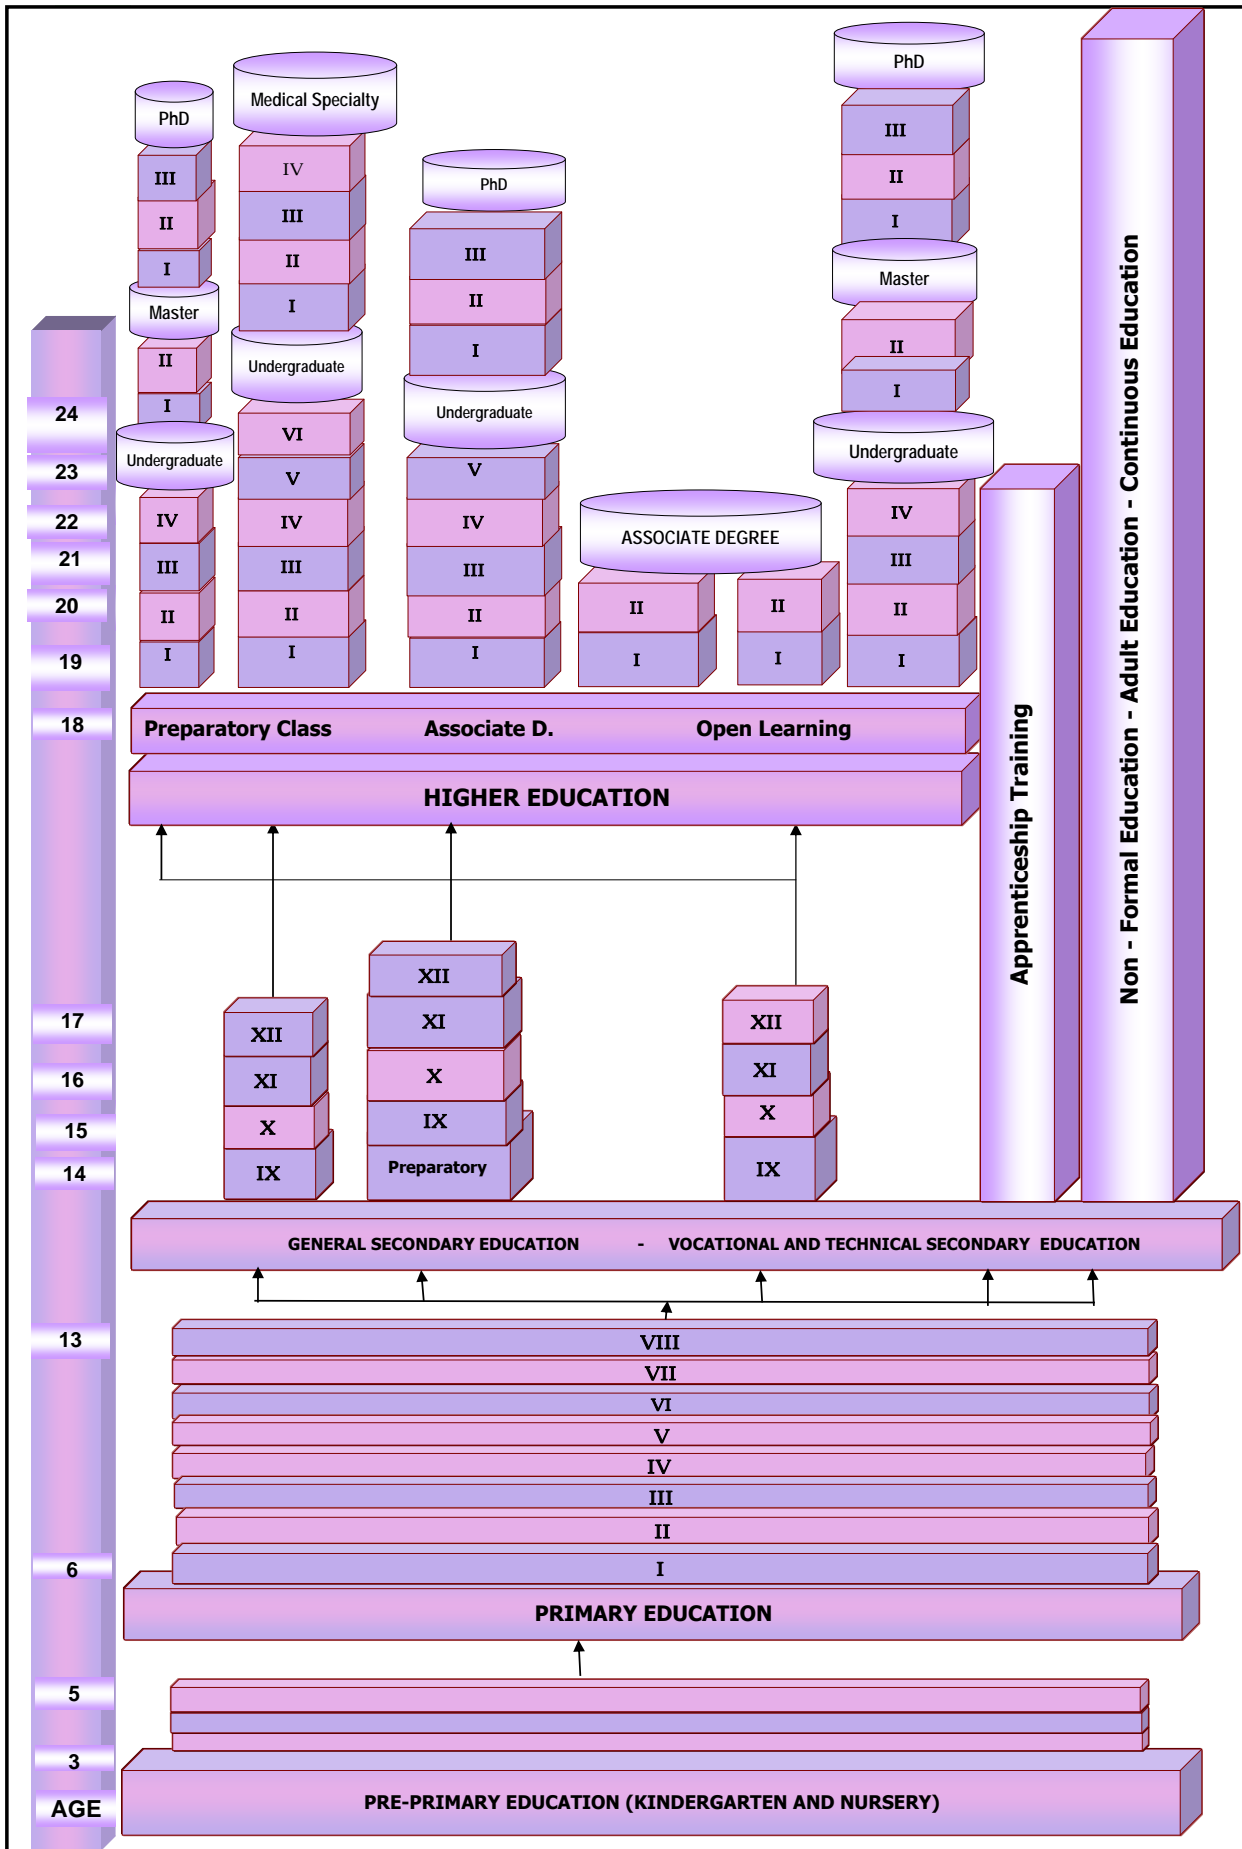 PhD
III
II
I
Master
II
I
Undergraduate
IV
III
II
I
Medical Specialty
IV
III
II
I
Undergraduate
VI
V
IV
III
II
I
PhD
III
II
I
Undergraduate
V
IV
III
II
I
ASSOCIATE DEGREE
II
I
II
I
PhD
III
II
I
Master
II
I
Undergraduate
IV
III
II
I
24
23
22
21
20
19
18
Preparatory Class Associate D. Open Learning
HIGHER EDUCATION
Apprenticeship Training
Non - Formal Education - Adult Education - Continuous Education
17
16
15
14
XII
XI
X
IX
XII
XI
X
IX
Preparatory
XII
XI
X
IX
GENERAL SECONDARY EDUCATION - VOCATIONAL AND TECHNICAL SECONDARY EDUCATION
13
VIII
VII
VI
V
IV
III
II
6
I
PRIMARY EDUCATION
5
3
AGE
PRE-PRIMARY EDUCATION (KINDERGARTEN AND NURSERY)